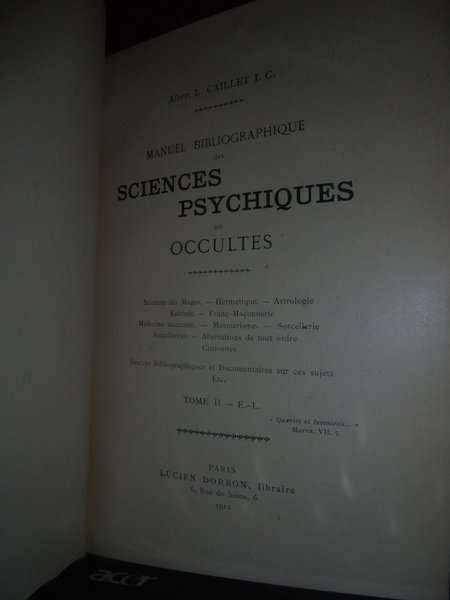 Albert L. CAILLET I. C.
MANUEL BIBLIOGRAPHIQUE
des
SCIENCES
PSYCHIQUES
ou
OCCULTES
Sciences des Mages. — Hermétique. — Astrologie
Kabbale. — Franc-Maçonnerie
Médecine ancienne. — Mesmérisme. — Sorcellerie
Singularités. — Aberrations de tout ordre
Curiosités
Sources Bibliographiques et Documentaires sur ces sujets
Etc.
TOME II — E.-L.
« Quærite et Invenietis... »
MATTH. VII, 7.
PARIS
LUCIEN DORBON, libraire
6, Rue de Seine, 6
1912
acer